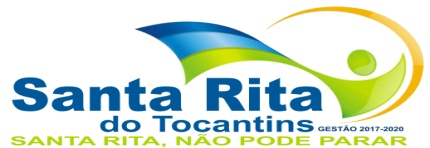 Santa Rita
do Tocantins GESTÃO 2017-2020
SANTA RITA, NÃO PODE PARAR